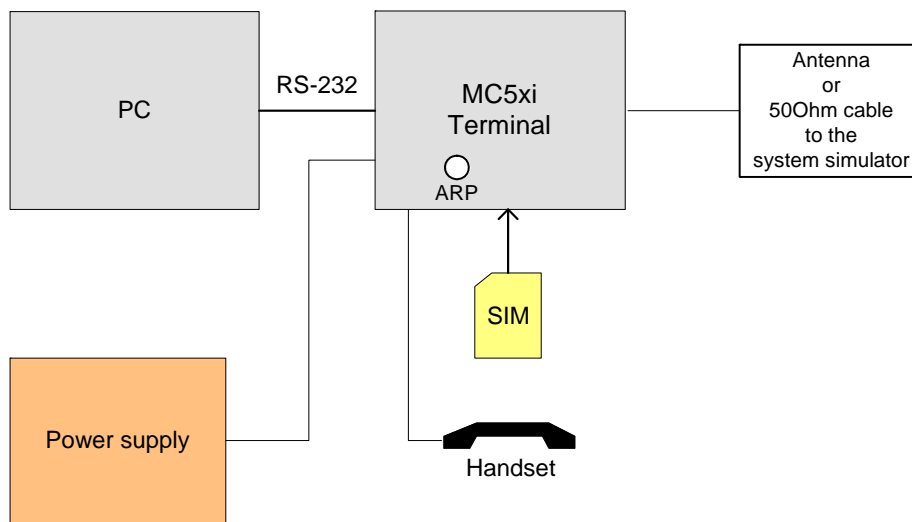 PC
RS-232
MC5xi
Terminal
ARP
Antenna
or
50Ohm cable
to the
system simulator
SIM
Power supply
Handset